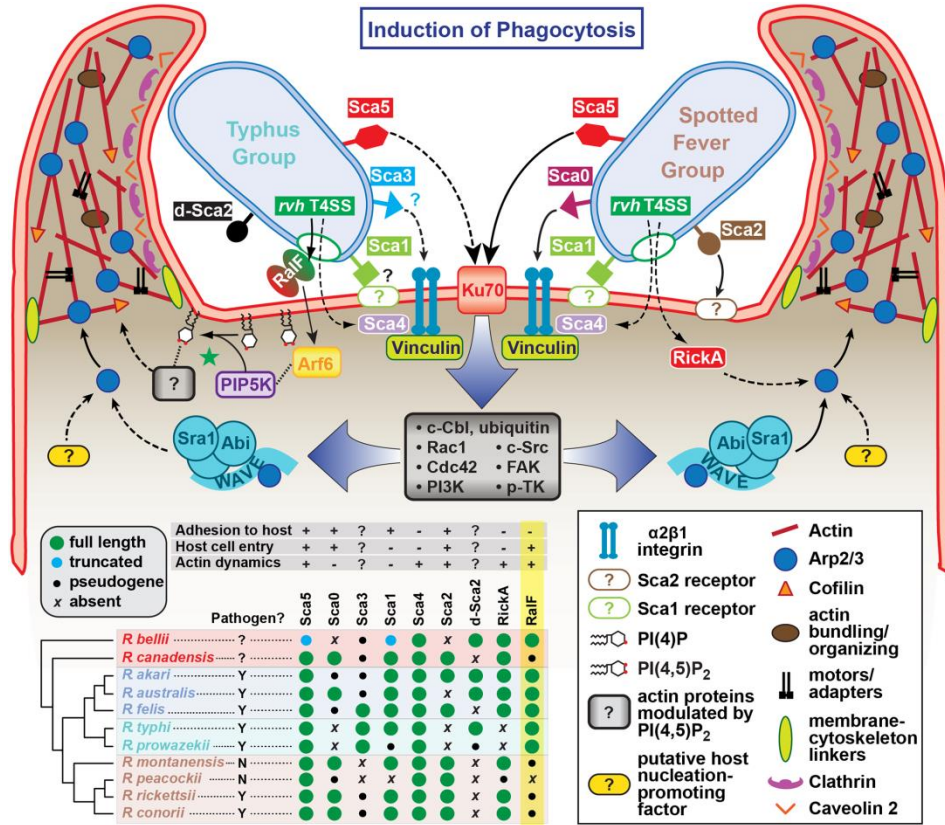 Induction of Phagocytosis
Typhus
Group
Sca5
Sca3
?
rvh T4SS
d-Sca2
Sca1
?
RalF
?
Sca4
Vinculin
Ku70
Spotted
Fever
Group
Sca5
Sca0
rvh T4SS
Sca2
Sca1
?
Sca4
Vinculin
?
RickA
?
PIP5K
Arf6
?
Sra1
Abi
WAVE
• c-Cbl, ubiquitin
• Rac1 • c-Src
• Cdc42 • FAK
• PI3K • p-TK
Abi
Sra1
WAVE
?
full length
truncated
pseudogene
x absent
Adhesion to host + + ? + - + ? - -
Host cell entry + + ? - - + ? - +
Actin dynamics + - ? - + + ? + +
Pathogen? Sca5 Sca0 Sca3 Sca1 Sca4 Sca2 d-Sca2 RickA RalF
R. bellii ? x x
R. canadensis ? x
R. akari Y
R. australis Y x
R. felis Y
R. typhi Y x x x
R. prowazekii Y x x
R. montanensis N x x
R. peacockii N x x x x
R. rickettsii Y x
R. conorii Y x
α2β1
integrin
? Sca2 receptor
? Sca1 receptor
PI(4)P
PI(4,5)P2
? actin proteins
modulated by
PI(4,5)P2
? putative host
nucleation-
promoting
factor
Actin
Arp2/3
Cofilin
actin
bundling/
organizing
motors/
adapters
membrane-
cytoskeleton
linkers
Clathrin
Caveolin 2